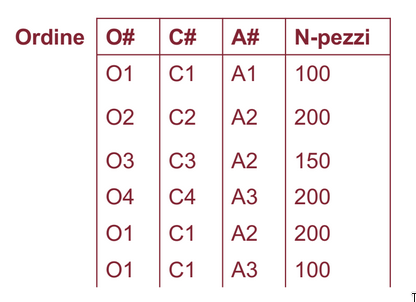 Ordine O# C# A# N-pezzi
O1 C1 A1 100
O2 C2 A2 200
O3 C3 A2 150
O4 C4 A3 200
O1 C1 A2 200
O1 C1 A3 100